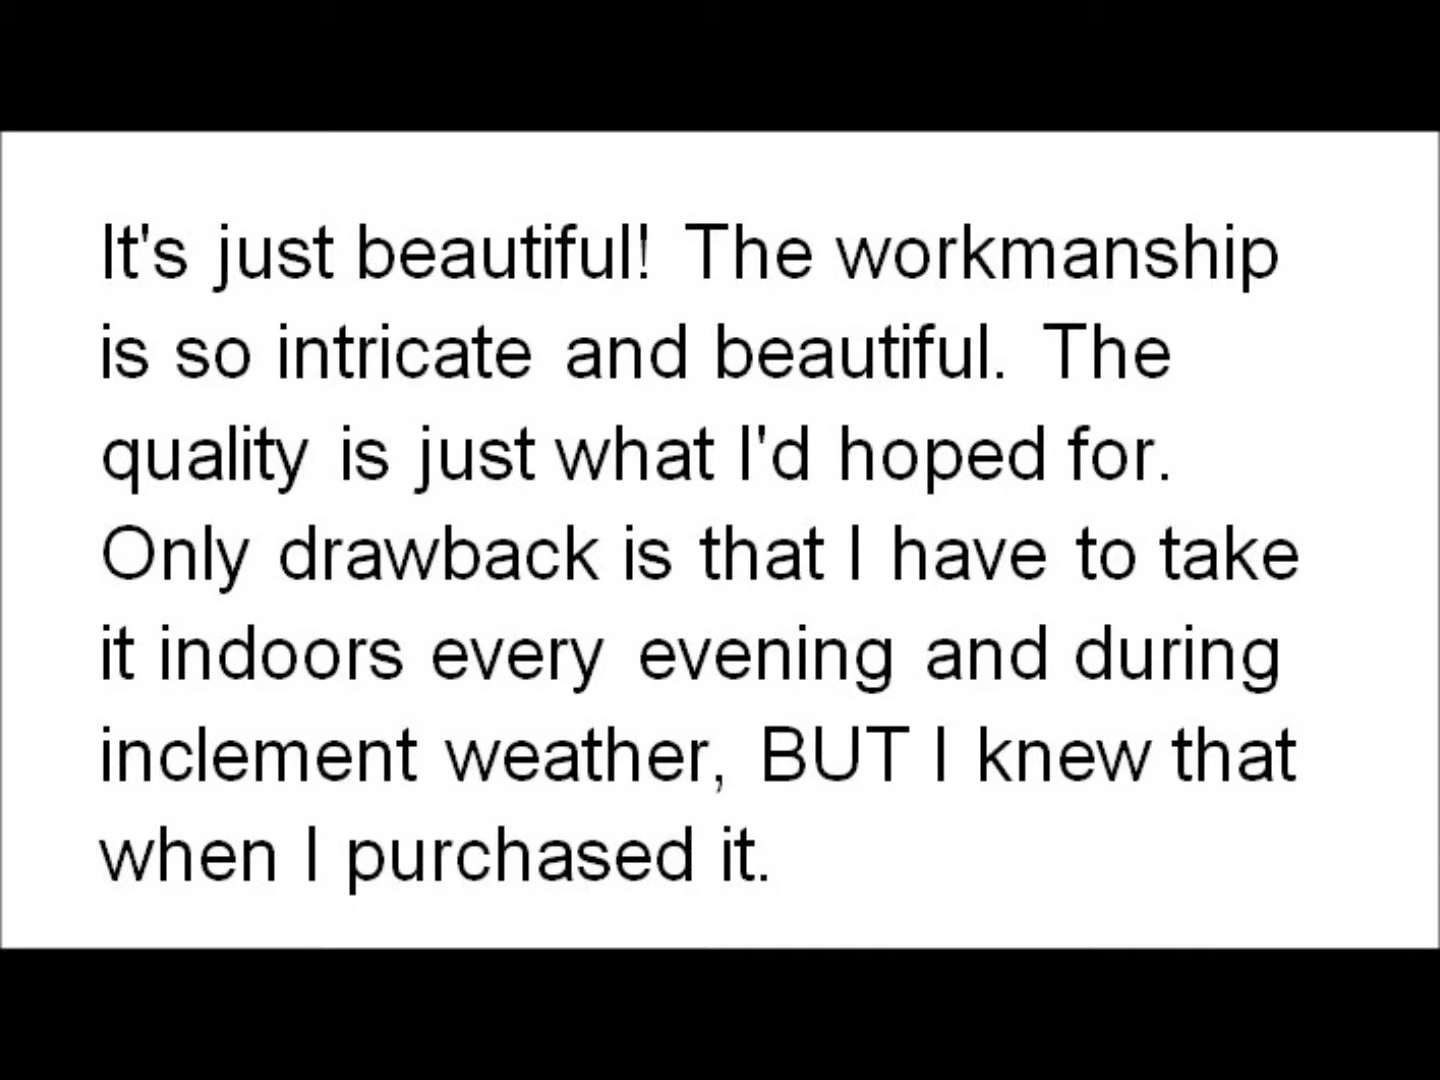 It's just beautiful! The workmanship
is so intricate and beautiful. The
quality is just what I'd hoped for.
Only drawback is that I have to take
it indoors every evening and during
inclement weather, BUT I knew that
when I purchased it.